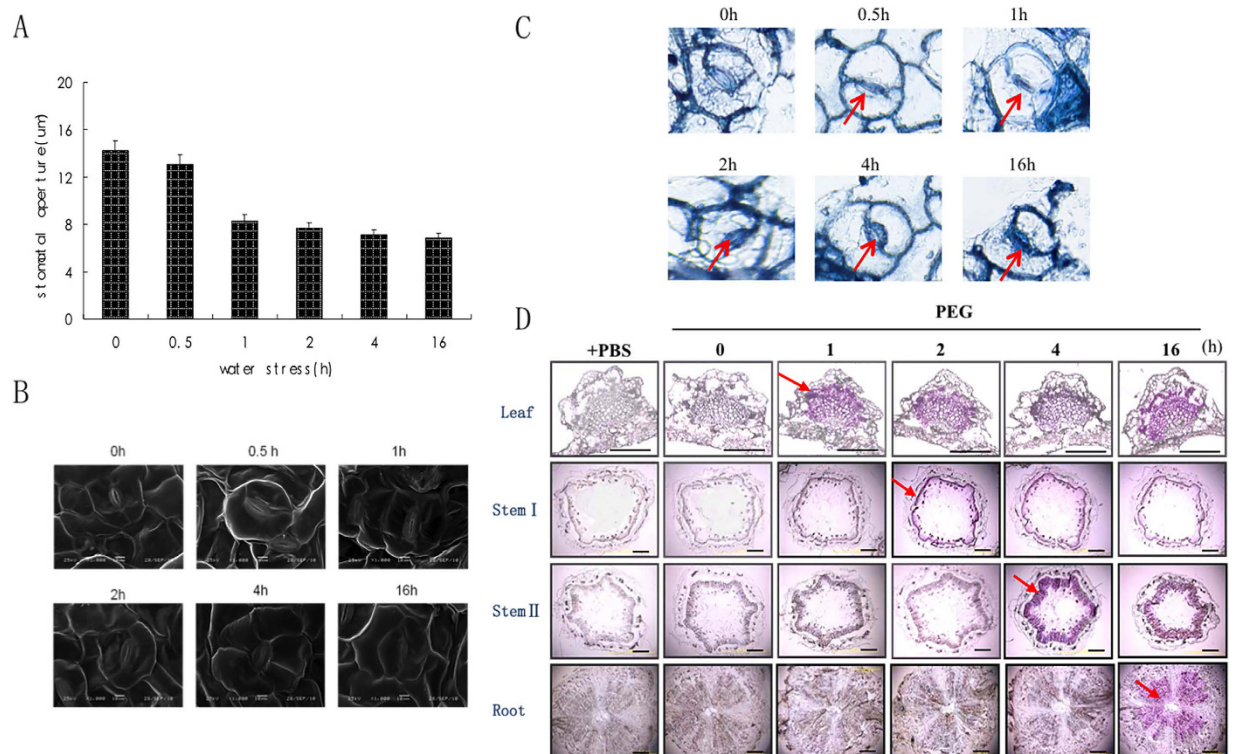 A
20
16
12
8
4
0
stomatal aperture(um)
0 0.5 1 2 4 16
water stress(h)
B
0h 0.5h 1h
2h 4h 16h
C
0h 0.5h 1h
2h 4h 16h
D
PEG
+PBS 0 1 2 4 16 (h)
Leaf
Stem I
Stem II
Root